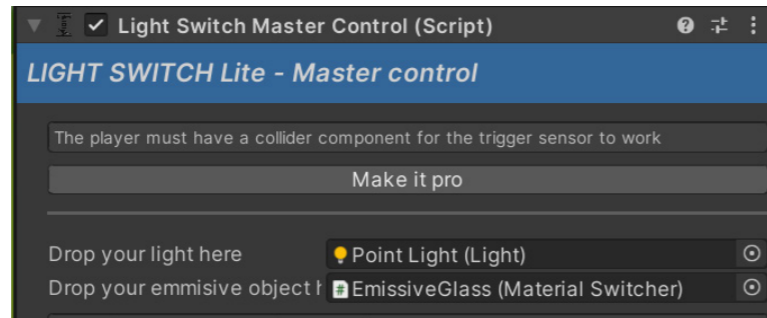 Light Switch Master Control (Script)
LIGHT SWITCH Lite - Master control
The player must have a collider component for the trigger sensor to work
Make it pro
Drop your light here Point Light (Light)
Drop your emmisive object EmissiveGlass (Material Switcher)